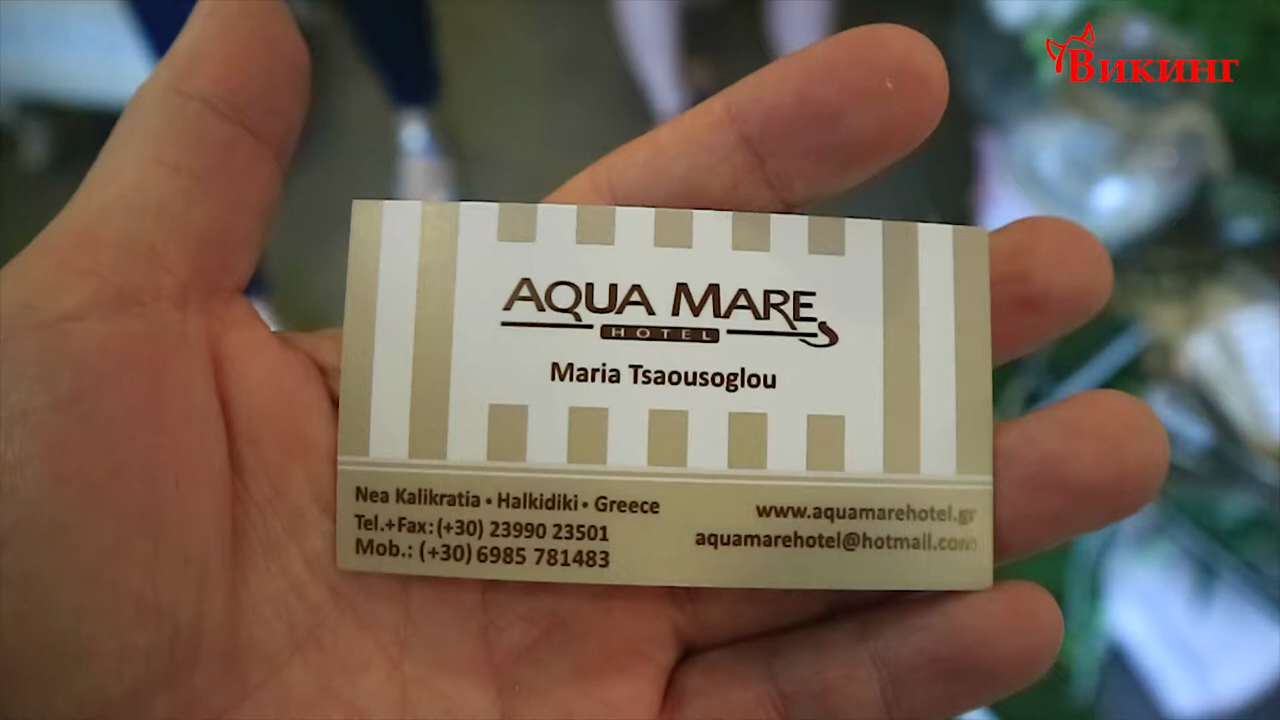 Викинг
AQUA MARE
HOTEL
Maria Tsaousoglou
Nea Kalikratia • Halkidiki • Greece
Tel.+Fax: (+30) 23990 23501
Mob.: (+30) 6985 781483
www.aquamarehotel.gr
aquamarehotel@hotmail.com